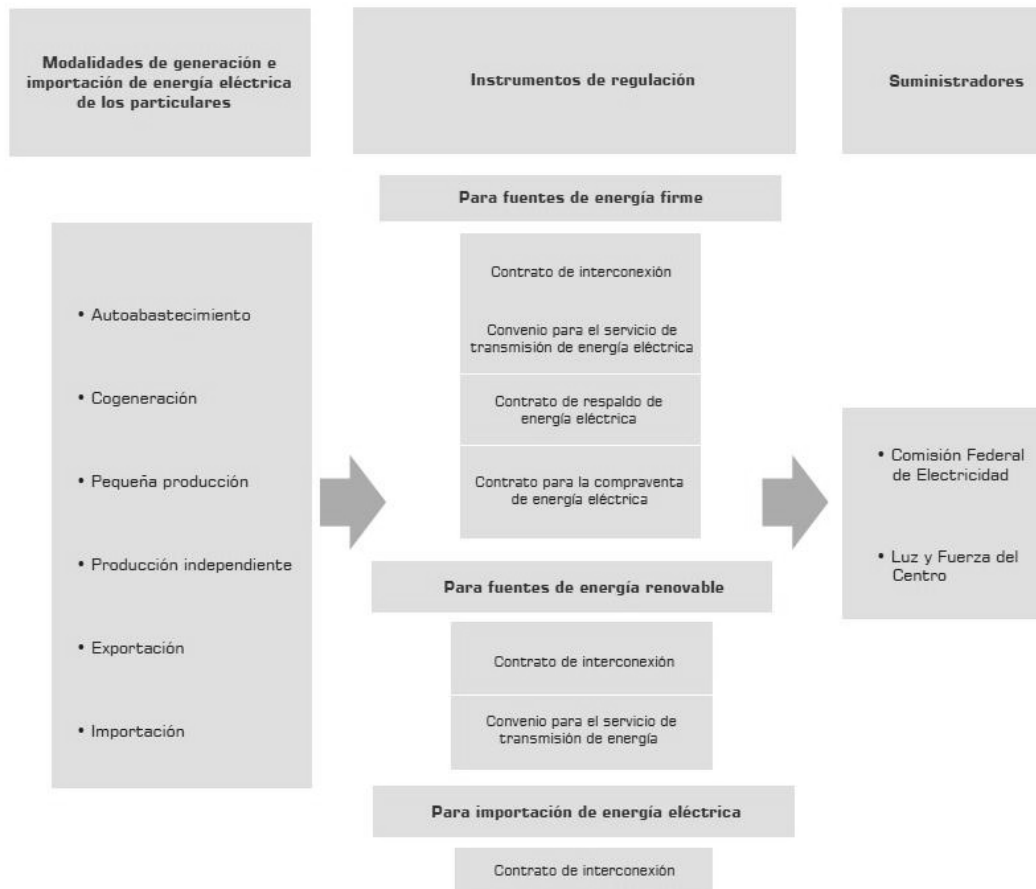 Modalidades de generación e
importación de energía eléctrica
de los particulares
Instrumentos de regulación
Suministradores
Para fuentes de energía firme
• Autoabastecimiento
• Cogeneración
• Pequeña producción
• Producción independiente
• Exportación
• Importación
Contrato de interconexión
Convenio para el servicio de
transmisión de energía eléctrica
Contrato de respaldo de
energía eléctrica
Contrato para la compraventa
de energía eléctrica
Para fuentes de energía renovable
Contrato de interconexión
Convenio para el servicio de
transmisión de energía
Para importación de energía eléctrica
Contrato de interconexión
• Comisión Federal
de Electricidad
• Luz y Fuerza del
Centro